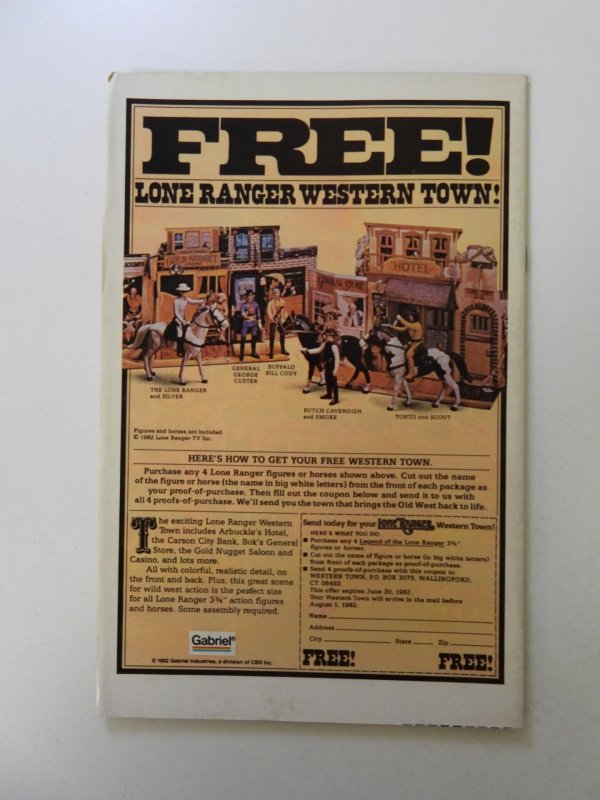 FREE!
LONE RANGER WESTERN TOWN!
GOLD NUGGET
HOTEL
GENERAL STORE
THE LONE RANGER
and SILVER
GENERAL
GEORGE
CUSTER
BUFFALO
BILL CODY
BUTCH CAVENDISH
and SMOKE
TONTO and SCOUT
Figures and horses not included.
© 1982 Lone Ranger TV Inc.
HERE'S HOW TO GET YOUR FREE WESTERN TOWN.
Purchase any 4 Lone Ranger figures or horses shown above. Cut out the name
of the figure or horse (the name in big white letters) from the front of each package as
your proof-of-purchase. Then fill out the coupon below and send it to us with
all 4 proofs-of-purchase. We'll send you the town that brings the Old West back to life.
The exciting Lone Ranger Western
Town includes Arbuckle's Hotel,
the Carson City Bank, Bok's General
Store, the Gold Nugget Saloon and
Casino, and lots more.
All with colorful, realistic detail, on
the front and back. Plus, this great scene
for wild west action is the perfect size
for all Lone Ranger 3¾" action figures
and horses. Some assembly required.
Gabriel®
© 1982 Gabriel Industries, a division of CBS Inc.
Send today for your LONE RANGER Western Town!
HERE'S WHAT YOU DO:
■ Purchase any 4 Legend of the Lone Ranger 3¾"
figures or horses.
■ Cut out the name of figure or horse (in big white letters)
from front of each package as proof-of-purchase.
■ Send 4 proofs-of-purchase with this coupon to:
WESTERN TOWN, P.O. BOX 3075, WALLINGFORD,
CT 06492.
This offer expires June 30, 1982.
Your Western Town will arrive in the mail before
August 1, 1982.
Name
Address
City State Zip
FREE! FREE!